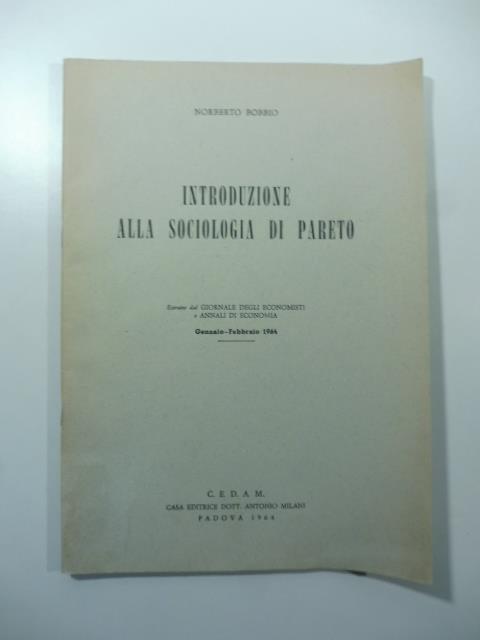 NORBERTO BOBBIO
INTRODUZIONE
ALLA SOCIOLOGIA DI PARETO
Estratto dal GIORNALE DEGLI ECONOMISTI
e ANNALI DI ECONOMIA
Gennaio-Febbraio 1964
C. E. D. A. M.
CASA EDITRICE DOTT. ANTONIO MILANI
PADOVA 1964